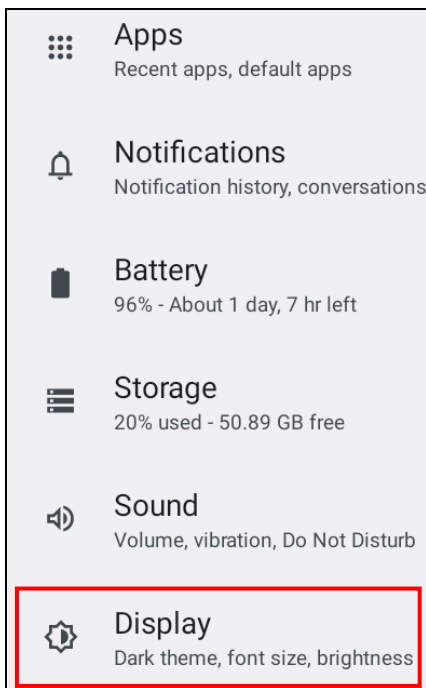 Apps
Recent apps, default apps
Notifications
Notification history, conversations
Battery
96% - About 1 day, 7 hr left
Storage
20% used - 50.89 GB free
Sound
Volume, vibration, Do Not Disturb
Display
Dark theme, font size, brightness